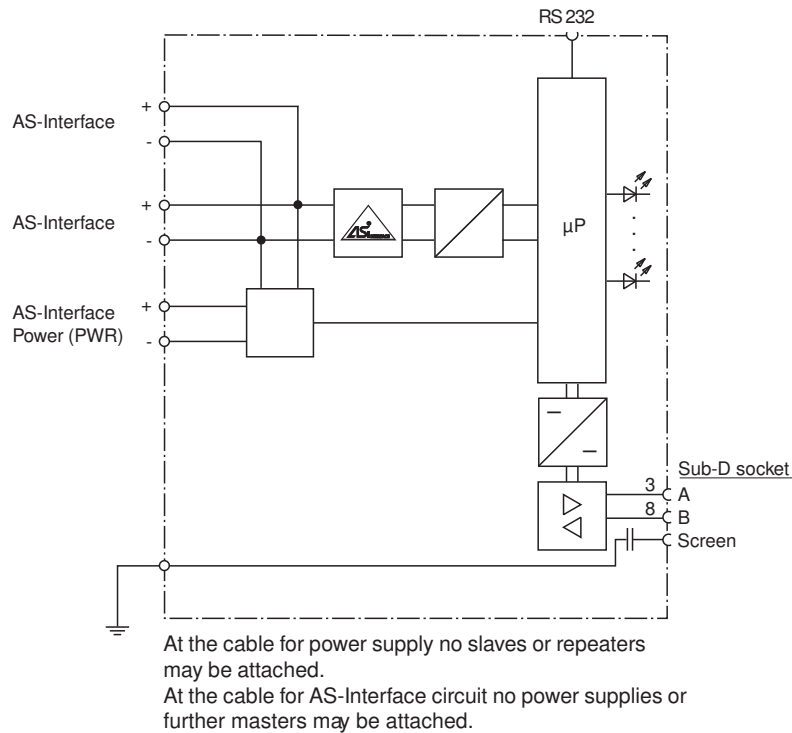 RS 232
+
AS-Interface
-
+
AS-Interface
-
µP
+
AS-Interface
Power (PWR)
-
Sub-D socket
3
A
8
B
Screen
At the cable for power supply no slaves or repeaters
may be attached.
At the cable for AS-Interface circuit no power supplies or
further masters may be attached.